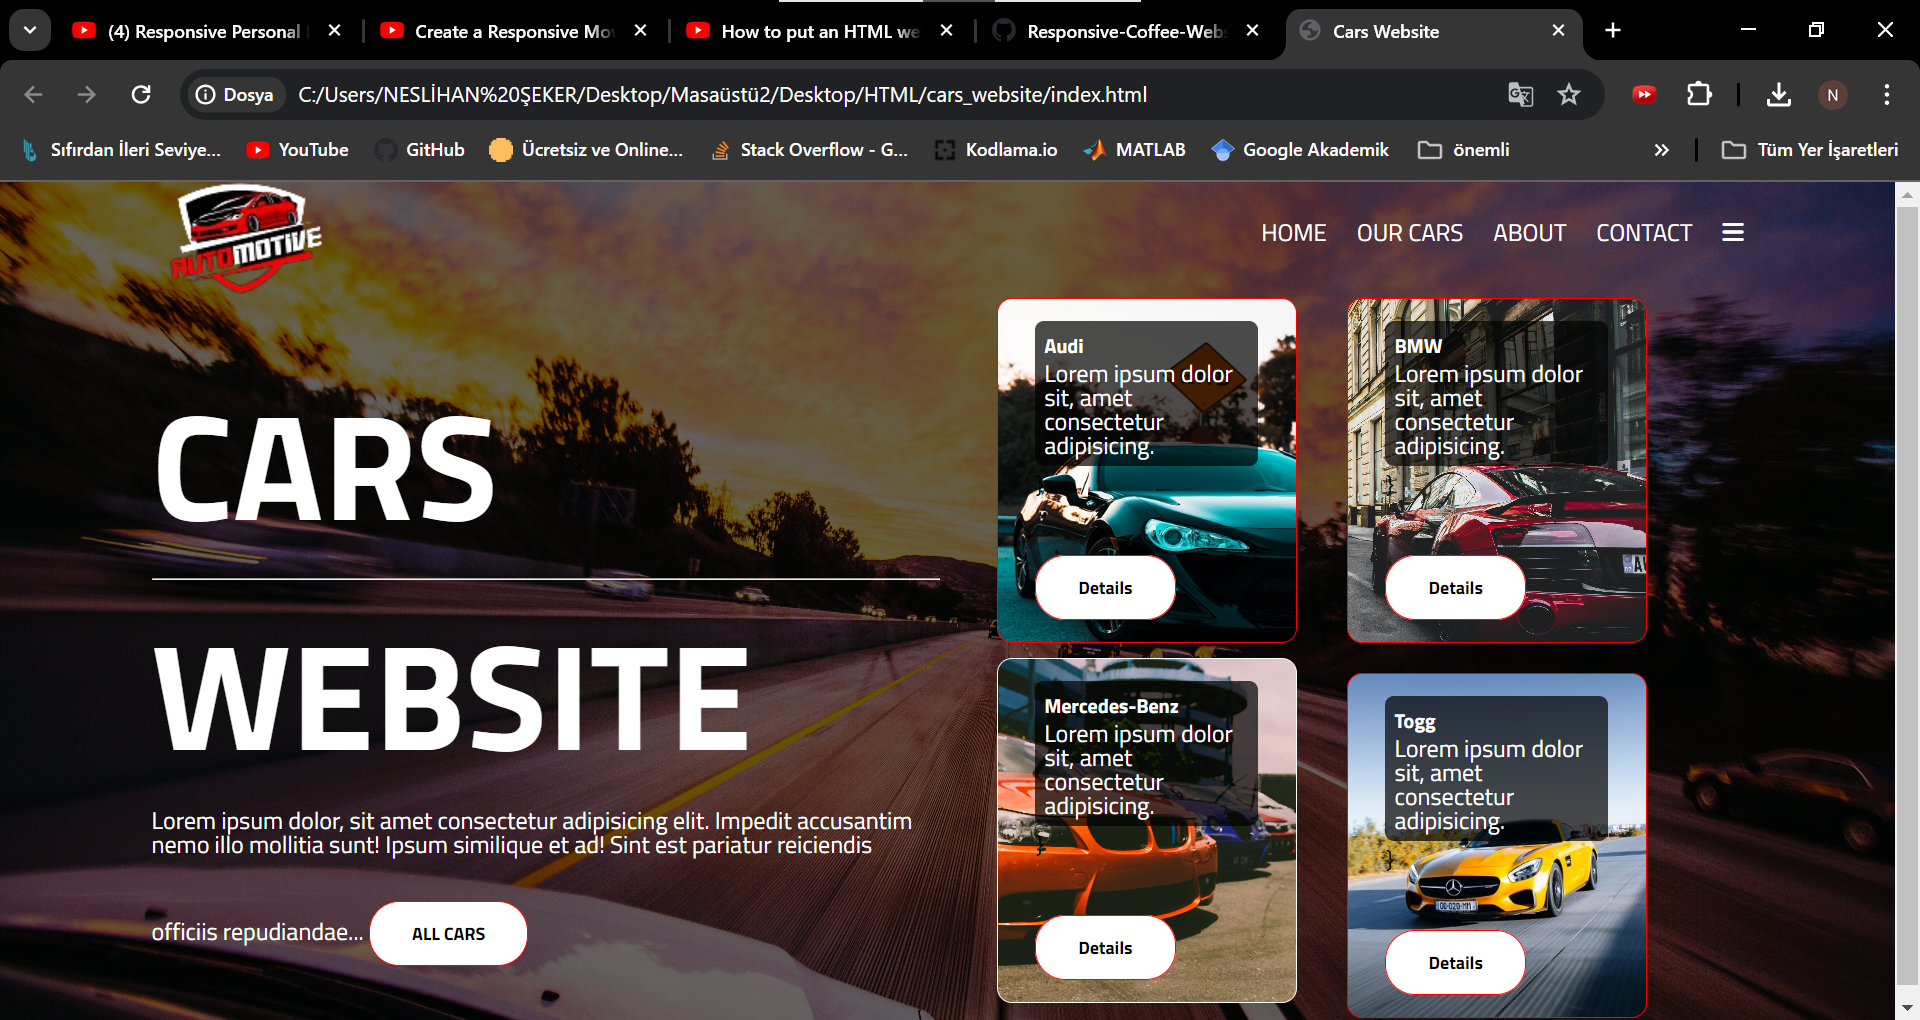 (4) Responsive Personal
Create a Responsive Mo
How to put an HTML we
Responsive-Coffee-Webs
Cars Website
Dosya
C:/Users/NESLİHAN%20ŞEKER/Desktop/Masaüstü2/Desktop/HTML/cars_website/index.html
N
Sıfırdan İleri Seviye...
YouTube
GitHub
Ücretsiz ve Online...
Stack Overflow - G...
Kodlama.io
MATLAB
Google Akademik
önemli
Tüm Yer İşaretleri
AUTOMOTIVE
HOME
OUR CARS
ABOUT
CONTACT
CARS
WEBSITE
Lorem ipsum dolor, sit amet consectetur adipisicing elit. Impedit accusantim
nemo illo mollitia sunt! Ipsum similique et ad! Sint est pariatur reiciendis
officiis repudiandae...
ALL CARS
Audi
Lorem ipsum dolor
sit, amet
consectetur
adipisicing.
Details
BMW
Lorem ipsum dolor
sit, amet
consectetur
adipisicing.
Details
Mercedes-Benz
Lorem ipsum dolor
sit, amet
consectetur
adipisicing.
}
Details
Togg
Lorem ipsum dolor
sit, amet
consectetur
adipisicing.
}
Details